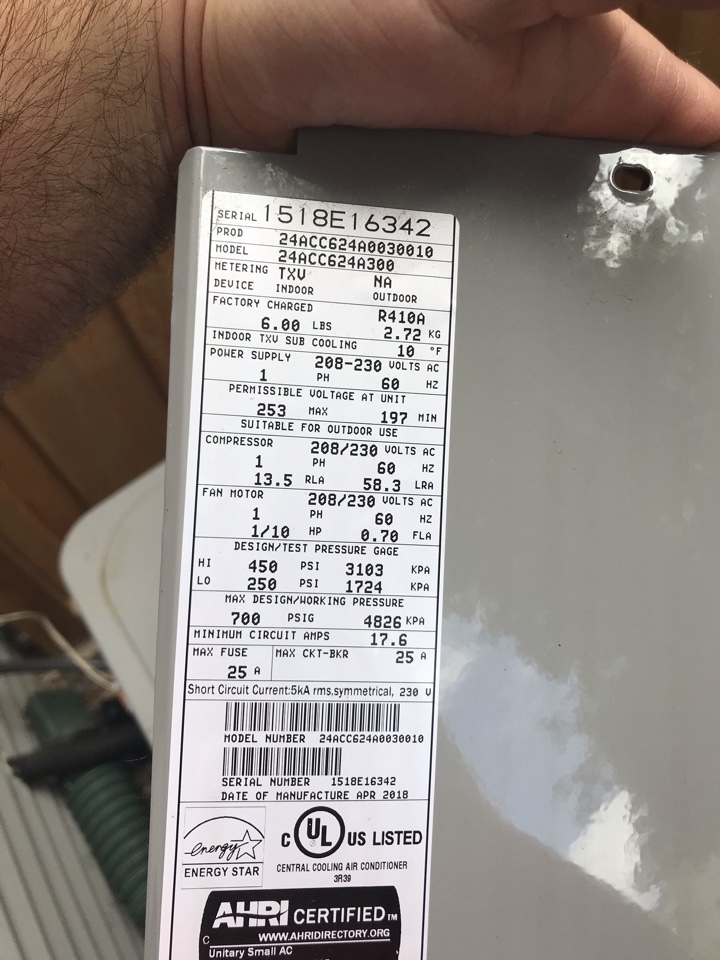 SERIAL 1518E16342
PROD 24ACC624A0030010
MODEL 24ACC624A300
METERING TXV NA
DEVICE INDOOR OUTDOOR
FACTORY CHARGED R410A
6.00 LBS 2.72 KG
INDOOR TXV SUB COOLING 10 °F
POWER SUPPLY 208-230 VOLTS AC
1 PH 60 HZ
PERMISSIBLE VOLTAGE AT UNIT
253 MAX 197 MIN
SUITABLE FOR OUTDOOR USE
COMPRESSOR 208/230 VOLTS AC
1 PH 60 HZ
13.5 RLA 58.3 LRA
FAN MOTOR 208/230 VOLTS AC
1 PH 60 HZ
1/10 HP 0.70 FLA
DESIGN/TEST PRESSURE GAGE
HI 450 PSI 3103 KPA
LO 250 PSI 1724 KPA
MAX DESIGN/WORKING PRESSURE
700 PSIG 4826 KPA
MINIMUM CIRCUIT AMPS 17.6
MAX FUSE MAX CKT-BKR 25 A
25 A
Short Circuit Current:5kA rms,symmetrical, 230 V
MODEL NUMBER 24ACC624A0030010
SERIAL NUMBER 1518E16342
DATE OF MANUFACTURE APR 2018
energy
ENERGY STAR
C UL US LISTED
CENTRAL COOLING AIR CONDITIONER
3R39
AHRI CERTIFIED TM
WWW.AHRIDIRECTORY.ORG
Unitary Small AC